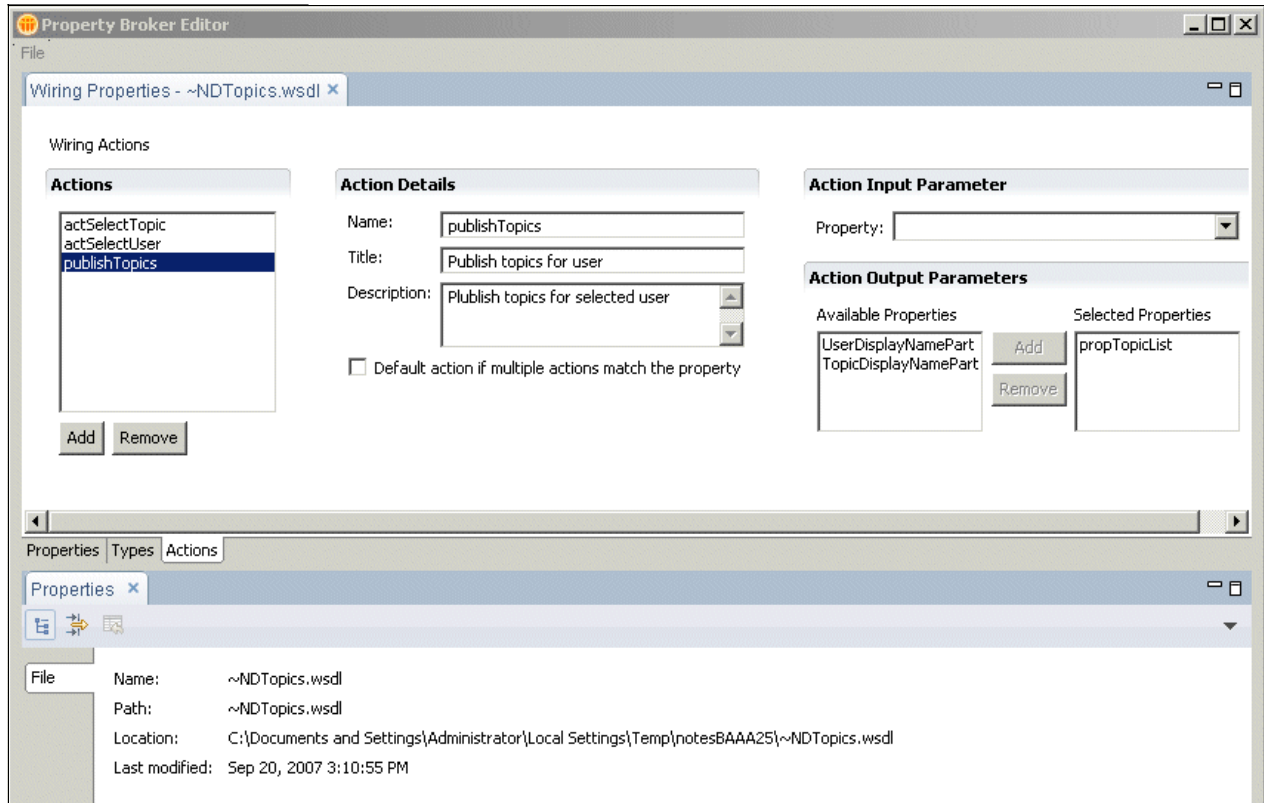 Property Broker Editor
File
Wiring Properties - ~NDTopics.wsdl
Wiring Actions
Actions
actSelectTopic
actSelectUser
publishTopics
Add Remove
Action Details
Name: publishTopics
Title: Publish topics for user
Description: Plublish topics for selected user
Default action if multiple actions match the property
Action Input Parameter
Property:
Action Output Parameters
Available Properties
UserDisplayNamePart
TopicDisplayNamePart
Add
Remove
Selected Properties
propTopicList
Properties Types Actions
Properties
File
Name: ~NDTopics.wsdl
Path: ~NDTopics.wsdl
Location: C:\Documents and Settings\Administrator\Local Settings\Temp\notesBAAA25\~NDTopics.wsdl
Last modified: Sep 20, 2007 3:10:55 PM